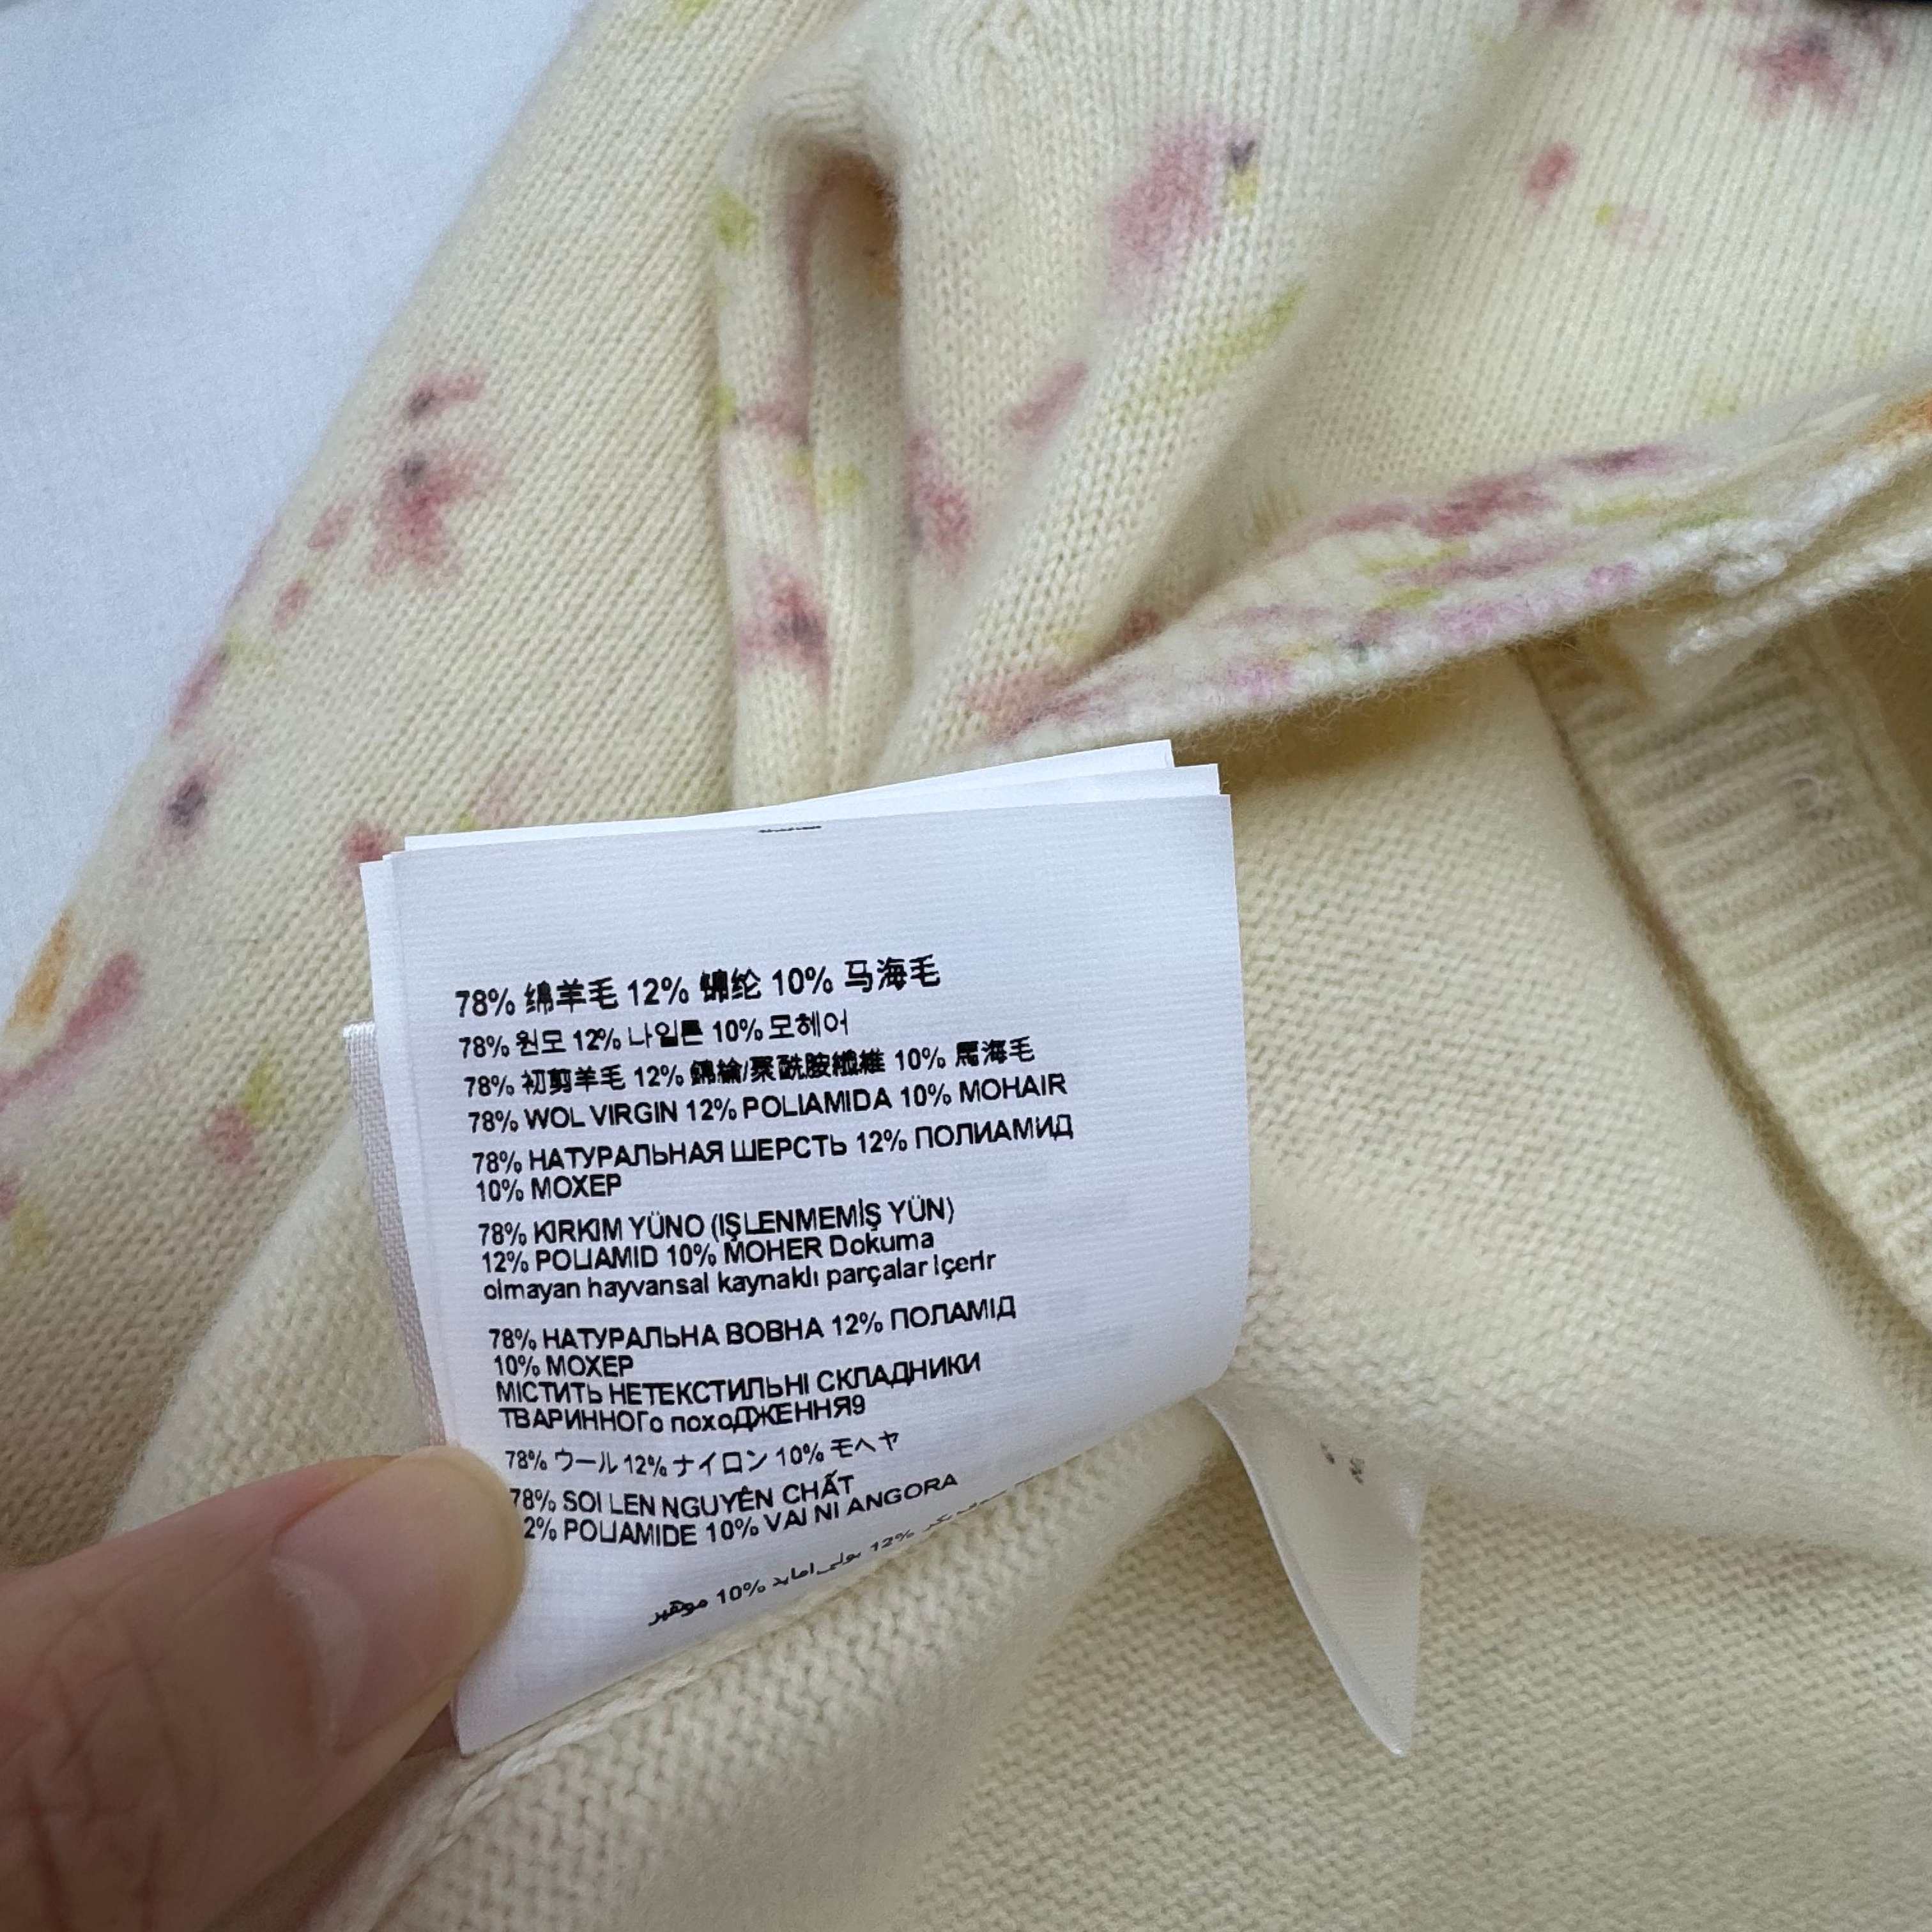 78% 绵羊毛 12% 锦纶 10% 马海毛
78% 원모 12% 나일론 10% 모헤어
78% 初剪羊毛 12% 錦綸/聚酰胺纖維 10% 馬海毛
78% WOL VIRGIN 12% POLIAMIDA 10% MOHAIR
78% НАТУРАЛЬНАЯ ШЕРСТЬ 12% ПОЛИАМИД
10% МОХЕР
78% KIRKIM YÜNO (IŞLENMEMİŞ YÜN)
12% POLIAMID 10% MOHER Dokuma
olmayan hayvansal kaynaklı parçalar içerir
78% НАТУРАЛЬНА ВОВНА 12% ПОЛАМІД
10% МОХЕР
МІСТИТЬ НЕТЕКСТИЛЬНІ СКЛАДНИКИ
ТВАРИННОГо похоДЖЕННЯ9
78% ウール 12% ナイロン 10% モヘヤ
78% SOI LEN NGUYÊN CHẤT
2% POLIAMIDE 10% VAI NI ANGORA
12% بولي امايد 10% موهير